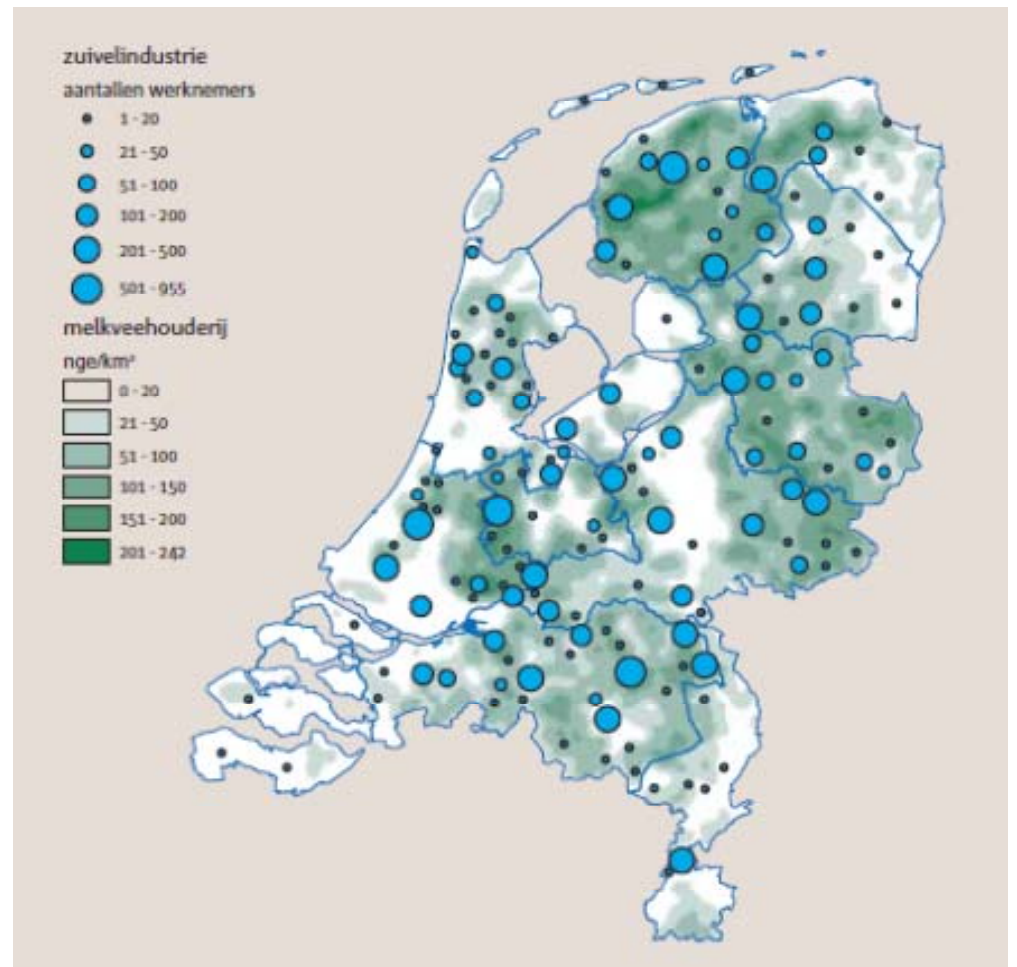 zuivelindustrie
aantallen werknemers
1 - 20
21 - 50
51 - 100
101 - 200
201 - 500
501 - 955
melkveehouderij
nge/km²
0 - 20
21 - 50
51 - 100
101 - 150
151 - 200
201 - 242